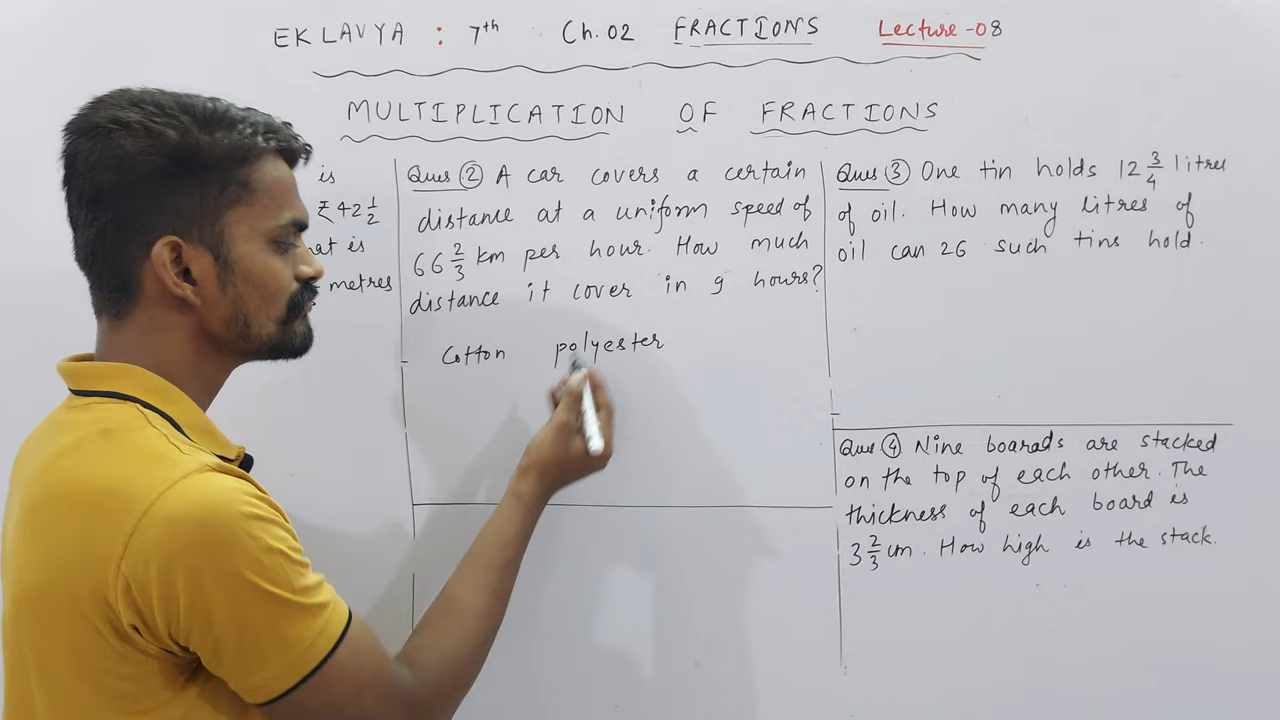 EKLAVYA : 7th Ch. 02 FRACTIONS Lecture-08
MULTIPLICATION OF FRACTIONS
is
₹42 1/2
at is
metres
Ques ② A car covers a certain
distance at a uniform speed of
66 2/3 km per hour. How much
distance it cover in 9 hours?
Cotton polyester
Ques ③ One tin holds 12 3/4 litres
of oil. How many litres of
oil can 26 such tins hold.
Ques ④ Nine boarads are stacked
on the top of each other. The
thickness of each board is
3 2/3 cm. How high is the stack.